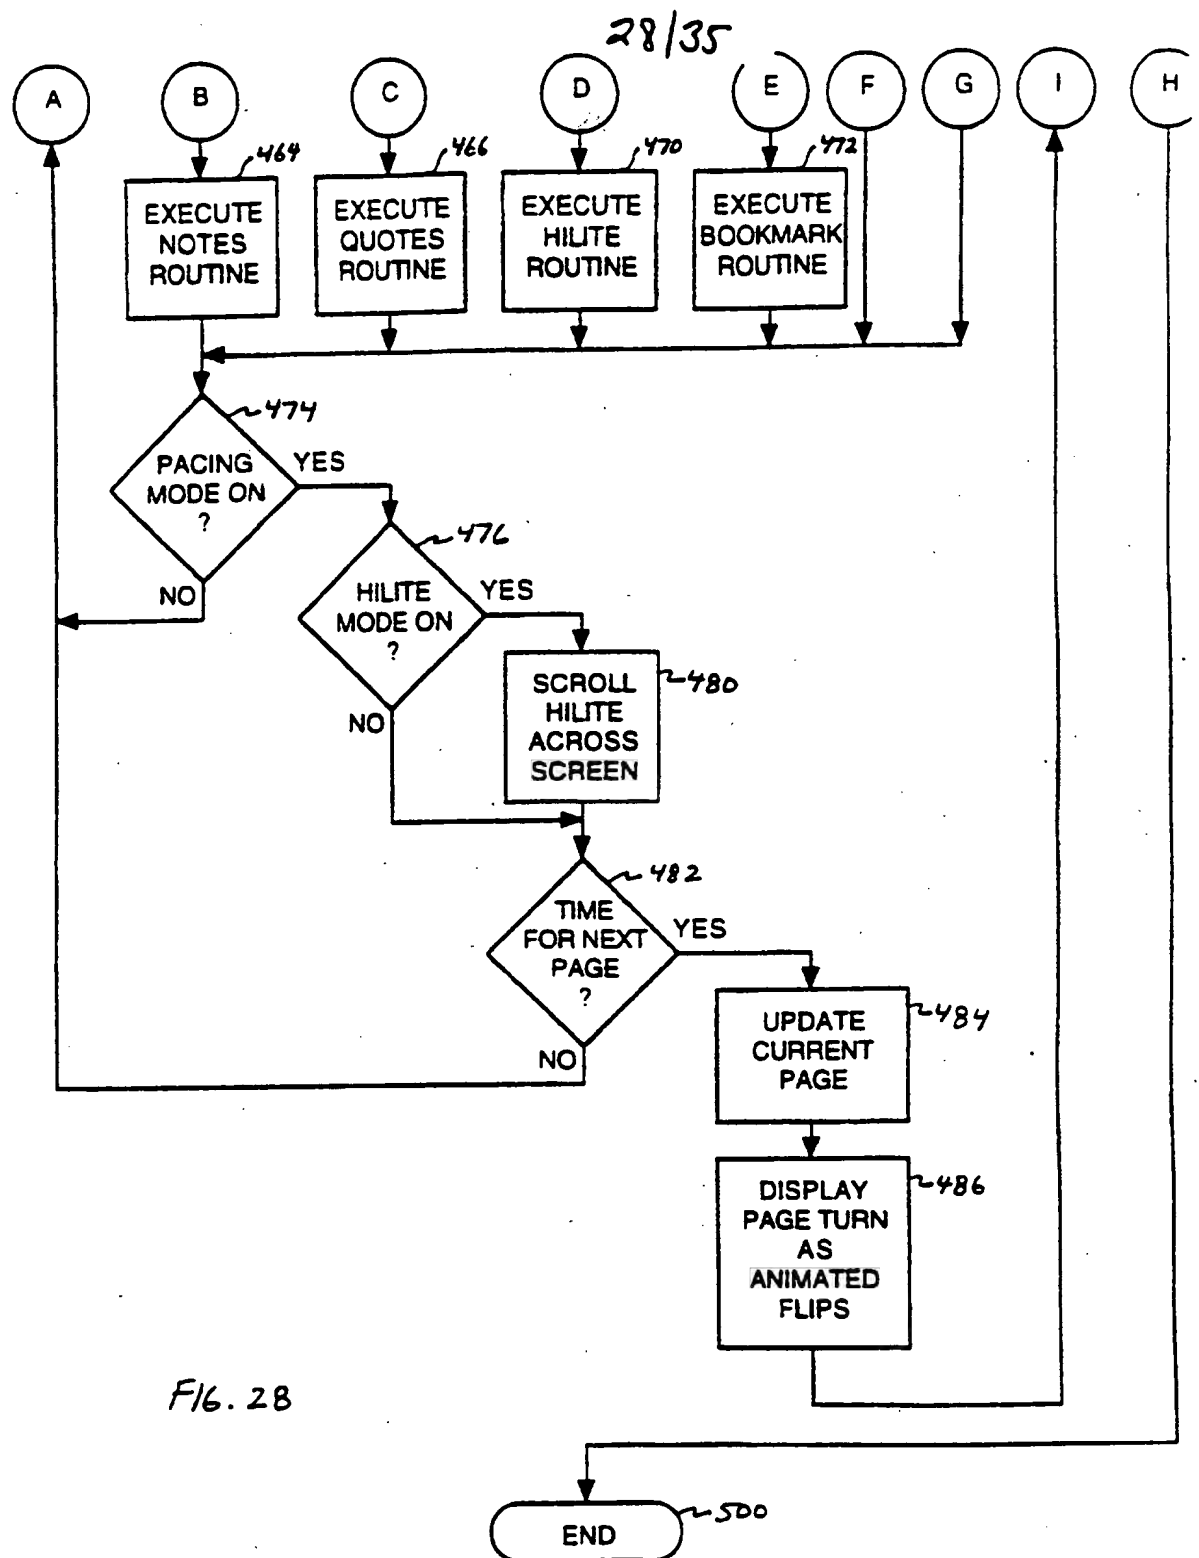 28/35
A
B
C
D
E
F
G
I
H
464
466
470
472
EXECUTE
NOTES
ROUTINE
EXECUTE
QUOTES
ROUTINE
EXECUTE
HILITE
ROUTINE
EXECUTE
BOOKMARK
ROUTINE
474
PACING
MODE ON
?
YES
NO
476
HILITE
MODE ON
?
YES
NO
480
SCROLL
HILITE
ACROSS
SCREEN
482
TIME
FOR NEXT
PAGE
?
YES
NO
484
UPDATE
CURRENT
PAGE
486
DISPLAY
PAGE TURN
AS
ANIMATED
FLIPS
FIG. 28
500
END